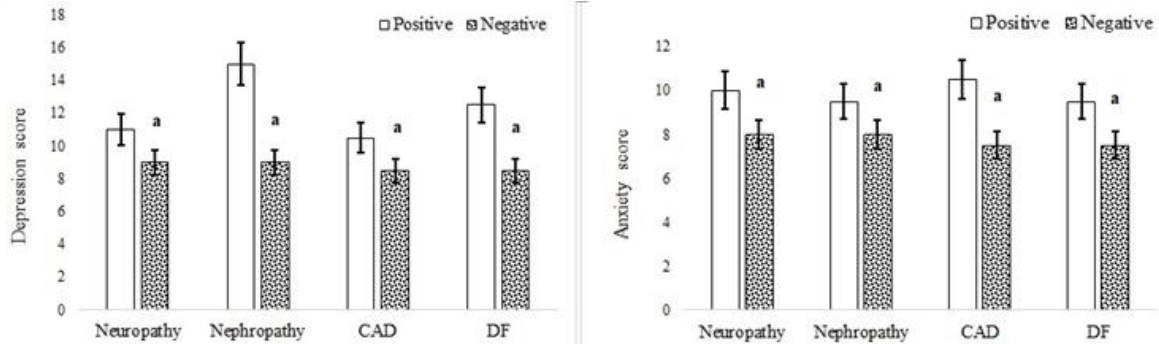 Positive Negative
Depression score
18
16
14
12
10
8
6
4
2
0
a a a a
Neuropathy Nephropathy CAD DF
Positive Negative
Anxiety score
12
10
8
6
4
2
0
a a a a
Neuropathy Nephropathy CAD DF